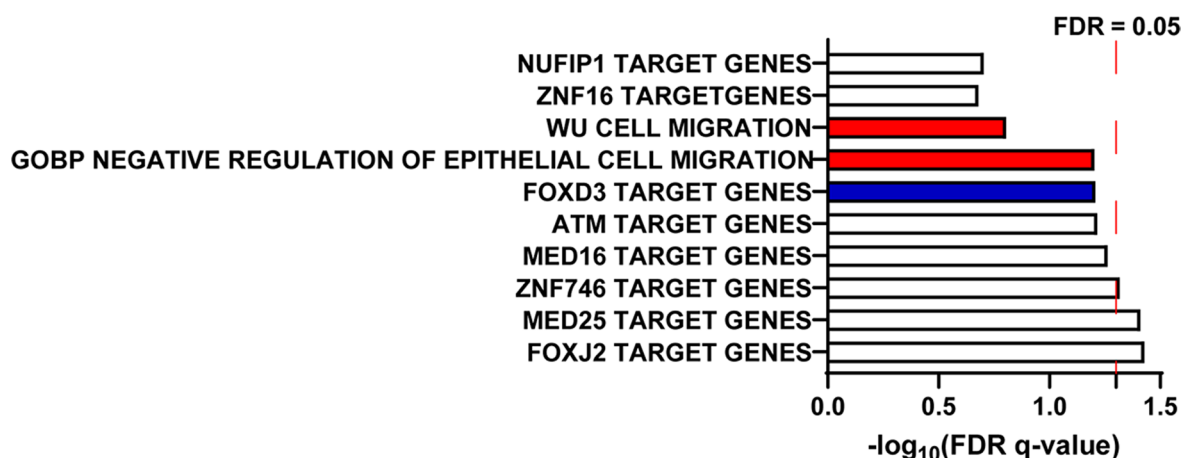 FDR = 0.05
NUFIP1 TARGET GENES
ZNF16 TARGETGENES
WU CELL MIGRATION
GOBP NEGATIVE REGULATION OF EPITHELIAL CELL MIGRATION
FOXD3 TARGET GENES
ATM TARGET GENES
MED16 TARGET GENES
ZNF746 TARGET GENES
MED25 TARGET GENES
FOXJ2 TARGET GENES
0.0 0.5 1.0 1.5
-log10(FDR q-value)